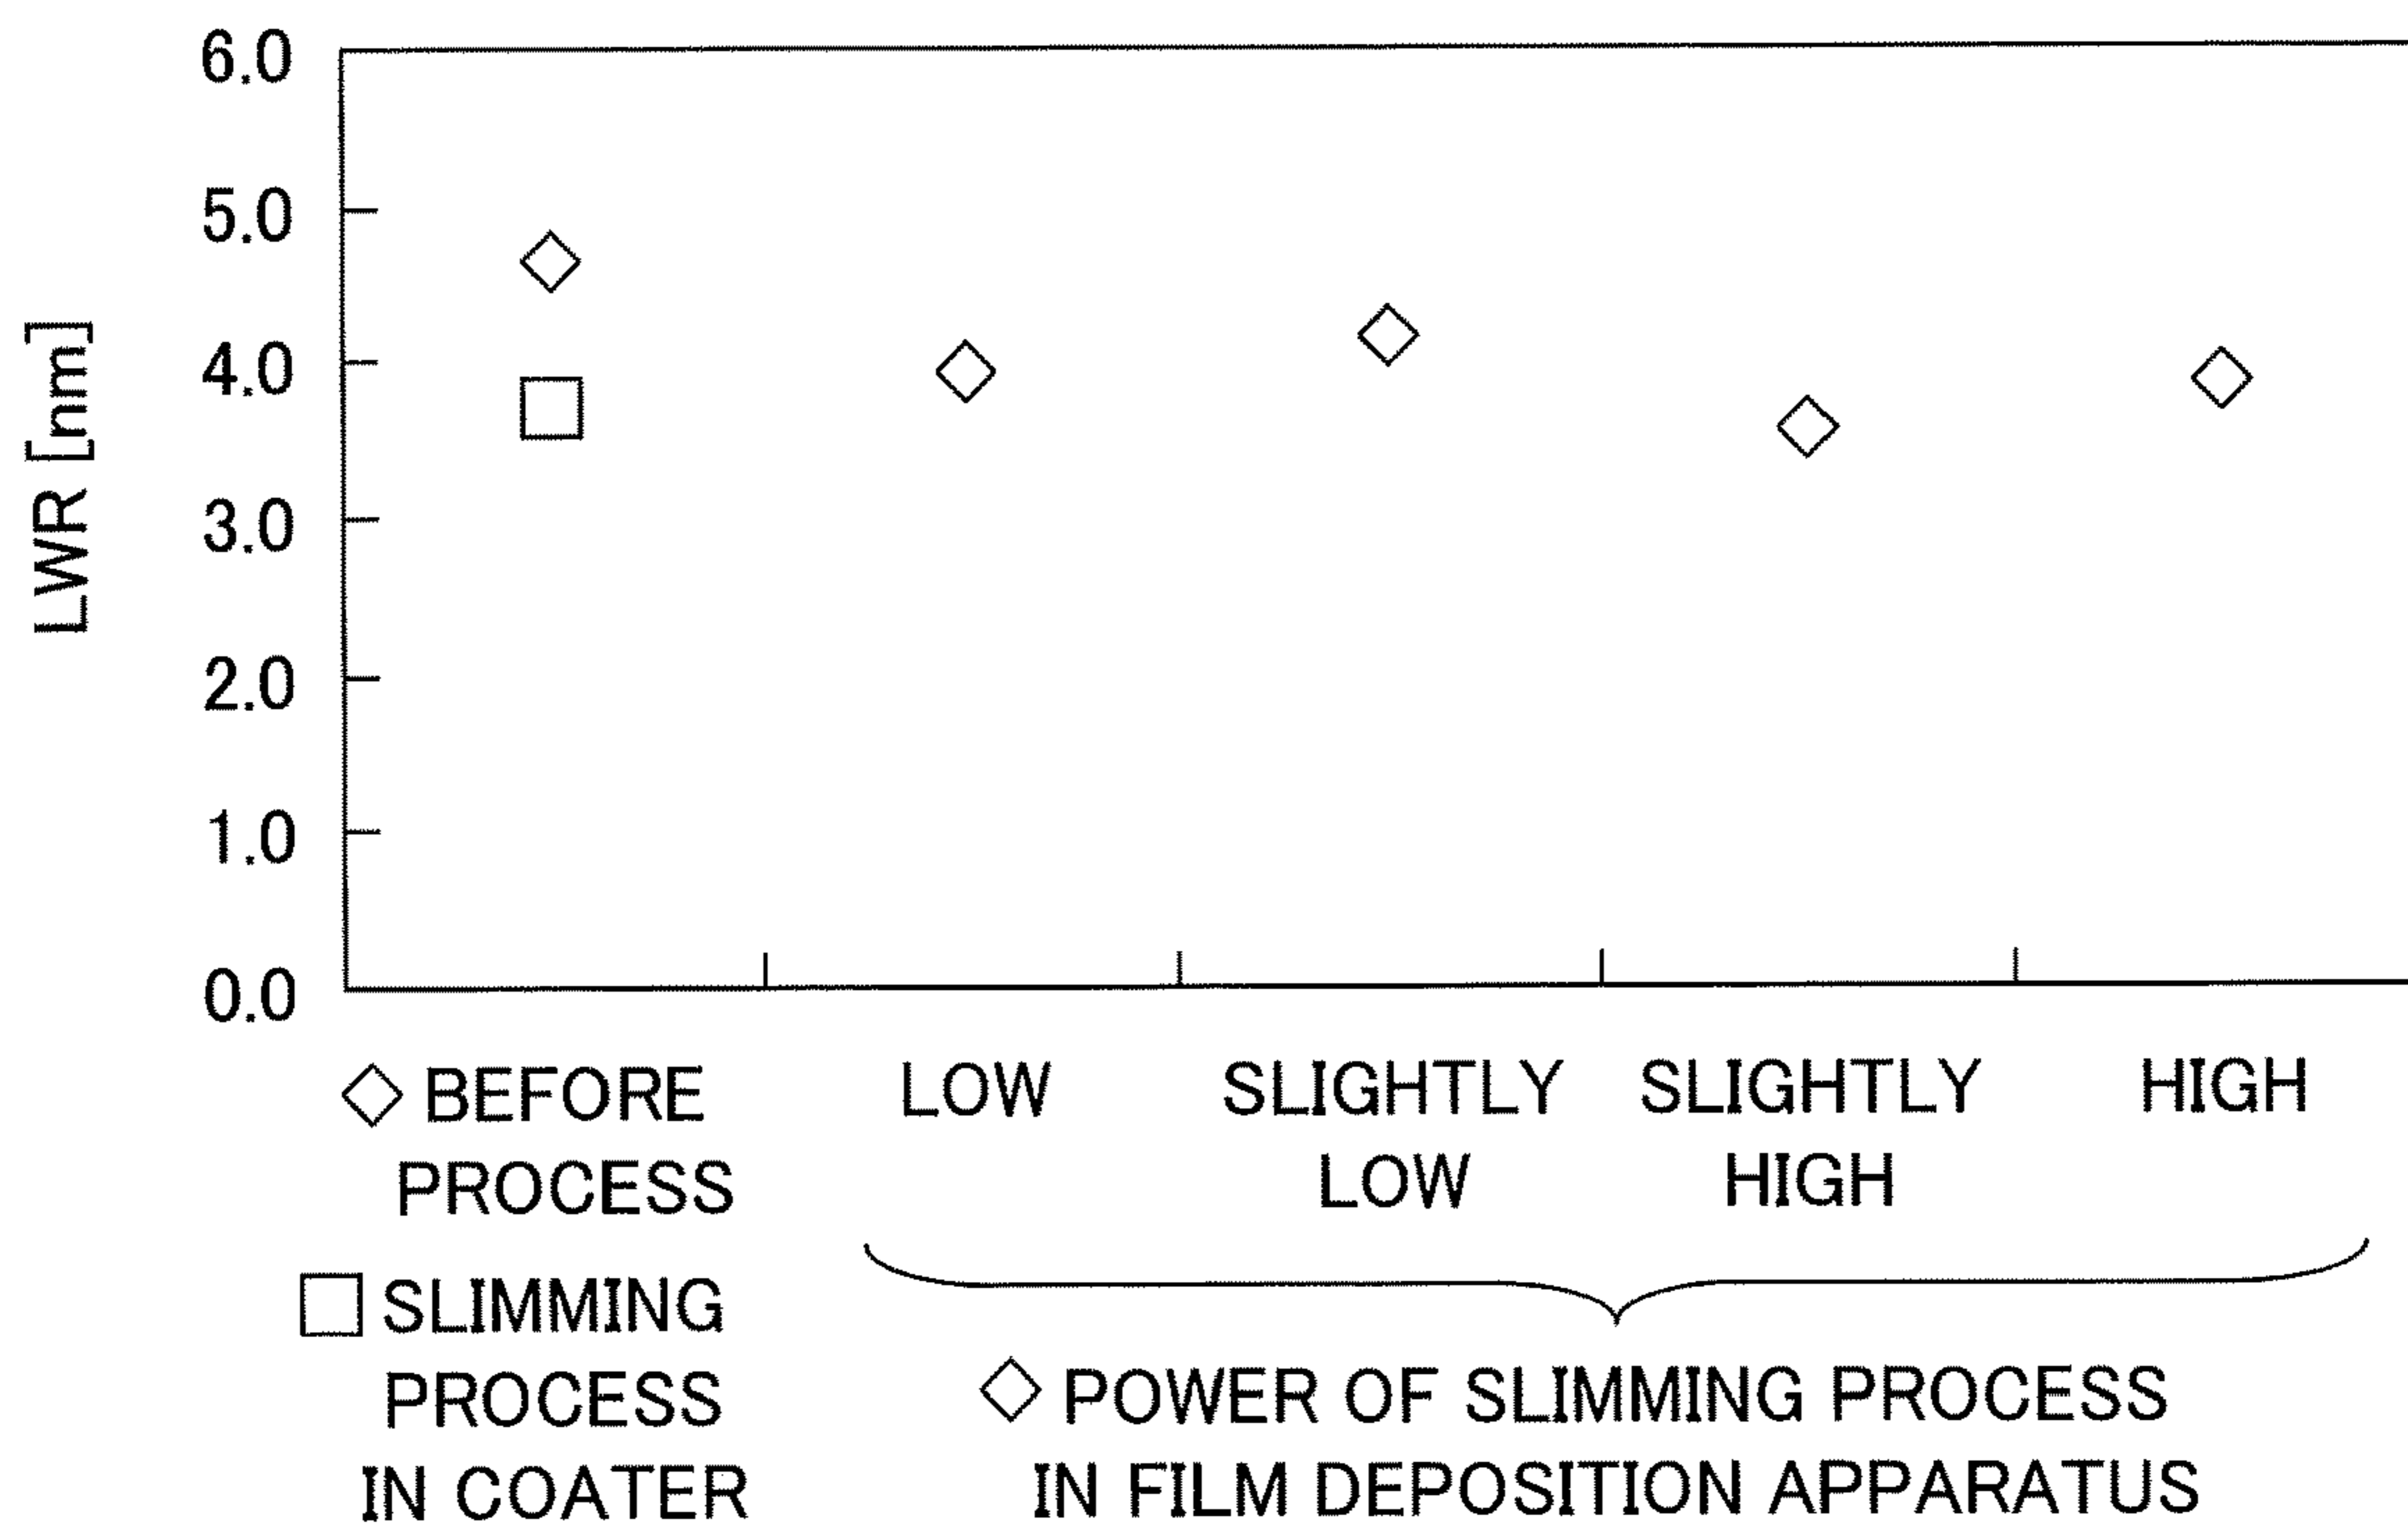 6.0
5.0
4.0
3.0
2.0
1.0
0.0
LWR [nm]
BEFORE
PROCESS
SLIMMING
PROCESS
IN COATER
LOW
SLIGHTLY
LOW
SLIGHTLY
HIGH
HIGH
POWER OF SLIMMING PROCESS
IN FILM DEPOSITION APPARATUS